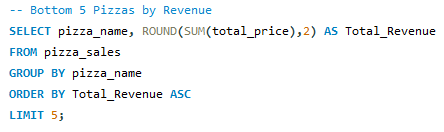 -- Bottom 5 Pizzas by Revenue
SELECT pizza_name, ROUND(SUM(total_price),2) AS Total_Revenue
FROM pizza_sales
GROUP BY pizza_name
ORDER BY Total_Revenue ASC
LIMIT 5;